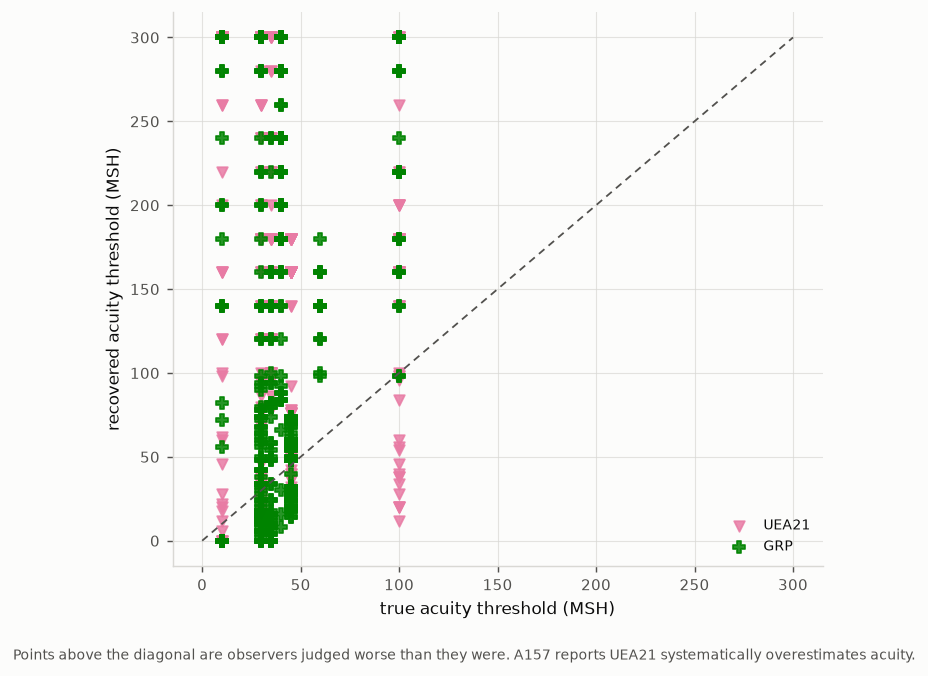 300
250
200
150
100
50
0
recovered acuity threshold (MSH)
UEA21
GRP
0 50 100 150 200 250 300
true acuity threshold (MSH)
Points above the diagonal are observers judged worse than they were. A157 reports UEA21 systematically overestimates acuity.